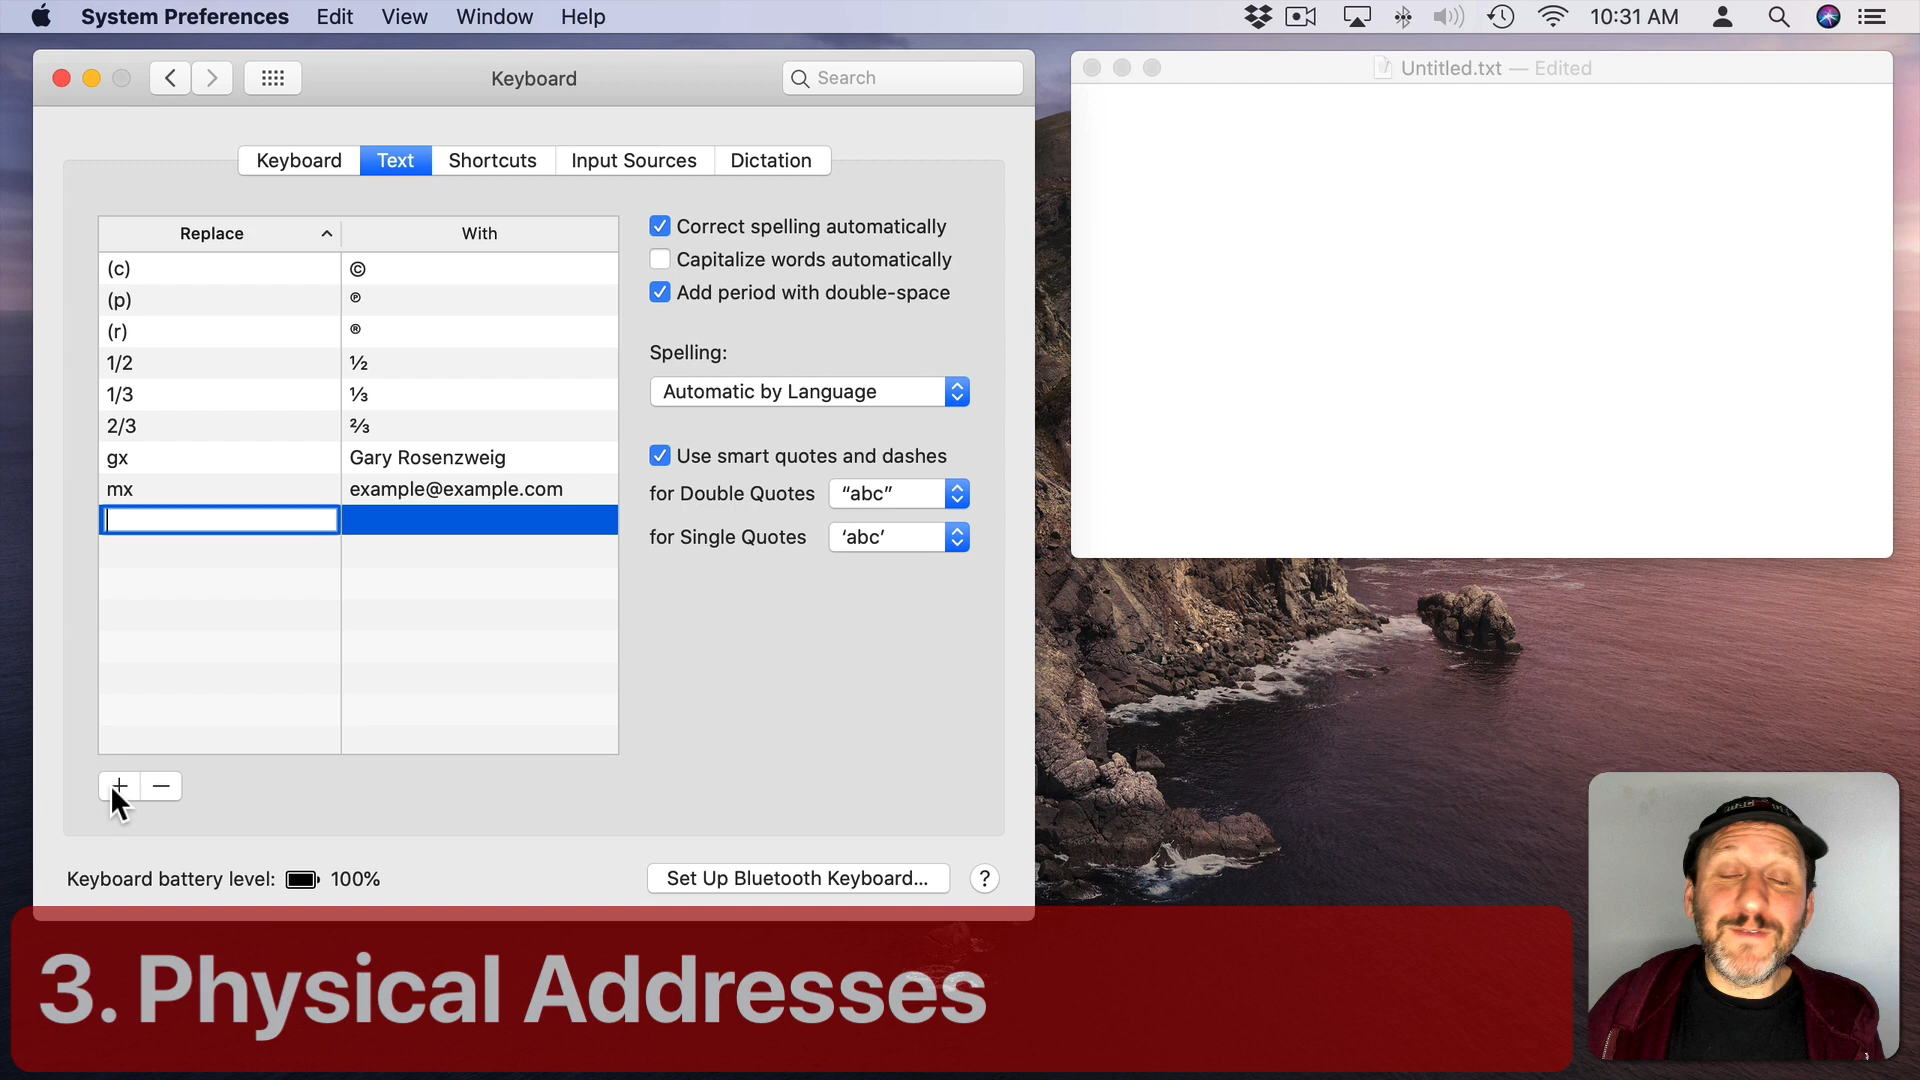 System Preferences Edit View Window Help 10:31 AM
Keyboard Search
Untitled.txt — Edited
Keyboard Text Shortcuts Input Sources Dictation
Replace With
(c) ©
(p) ℗
(r) ®
1/2 ½
1/3 ⅓
2/3 ⅔
gx Gary Rosenzweig
mx example@example.com
Correct spelling automatically
Capitalize words automatically
Add period with double-space
Spelling:
Automatic by Language
Use smart quotes and dashes
for Double Quotes “abc”
for Single Quotes ‘abc’
+ −
Keyboard battery level: 100%
Set Up Bluetooth Keyboard... ?
3. Physical Addresses